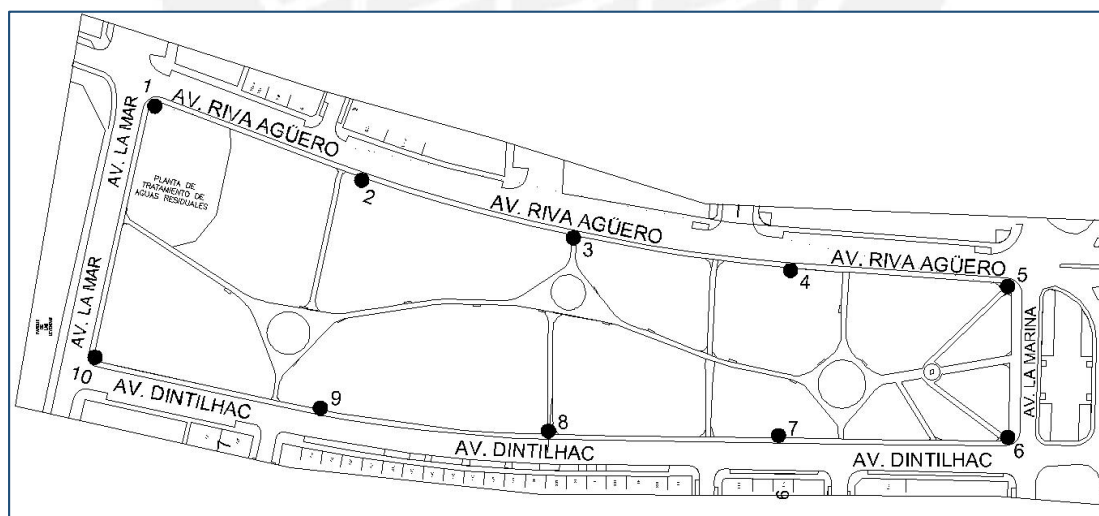 1
AV. RIVA AGÜERO
AV. LA MAR
PLANTA DE
TRATAMIENTO DE
AGUAS RESIDUALES
2
AV. RIVA AGÜERO
3
AV. RIVA AGÜERO
4
5
AV. LA MAR
AV. LA MARINA
10
AV. DINTILHAC
9
8
7
6
AV. DINTILHAC
AV. DINTILHAC
7
6